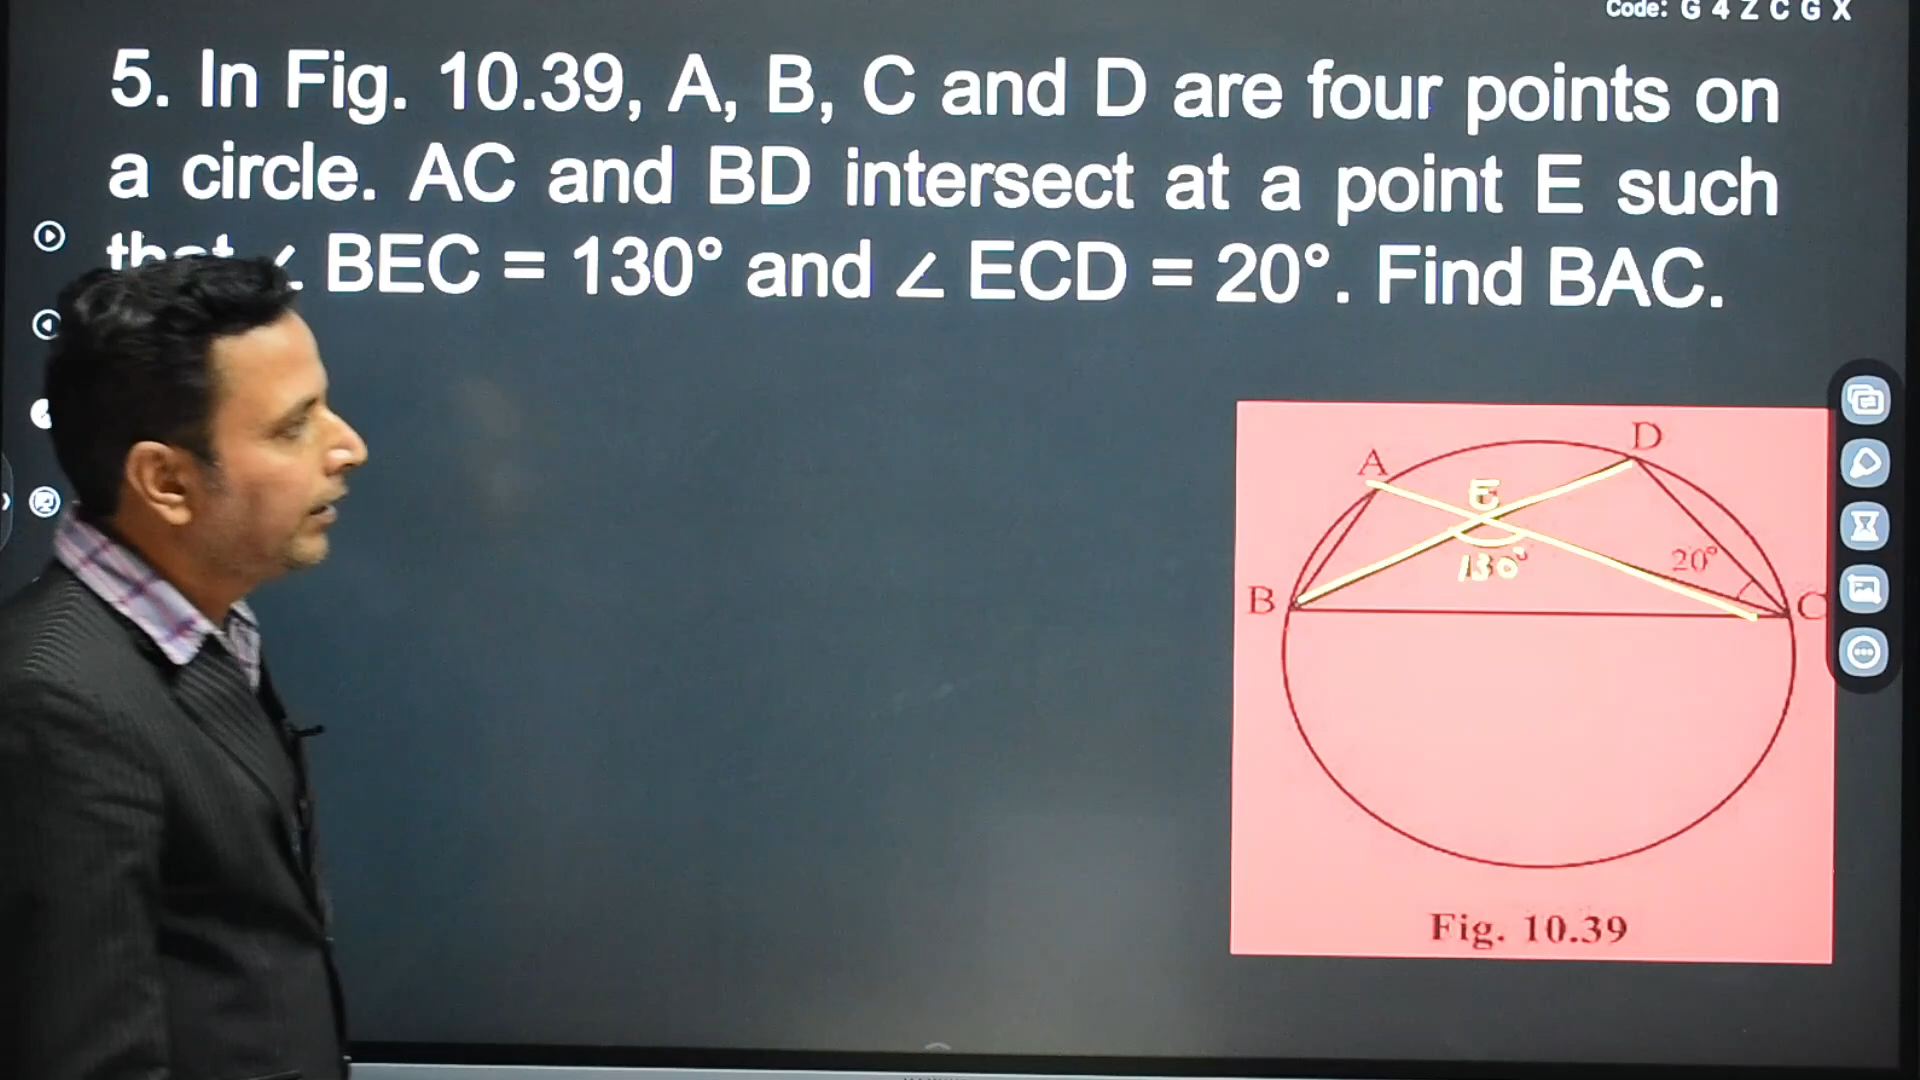 Code: G 4 Z C G X
5. In Fig. 10.39, A, B, C and D are four points on
a circle. AC and BD intersect at a point E such
that ∠ BEC = 130° and ∠ ECD = 20°. Find BAC.
D
A
E
20°
130°
B
C
Fig. 10.39